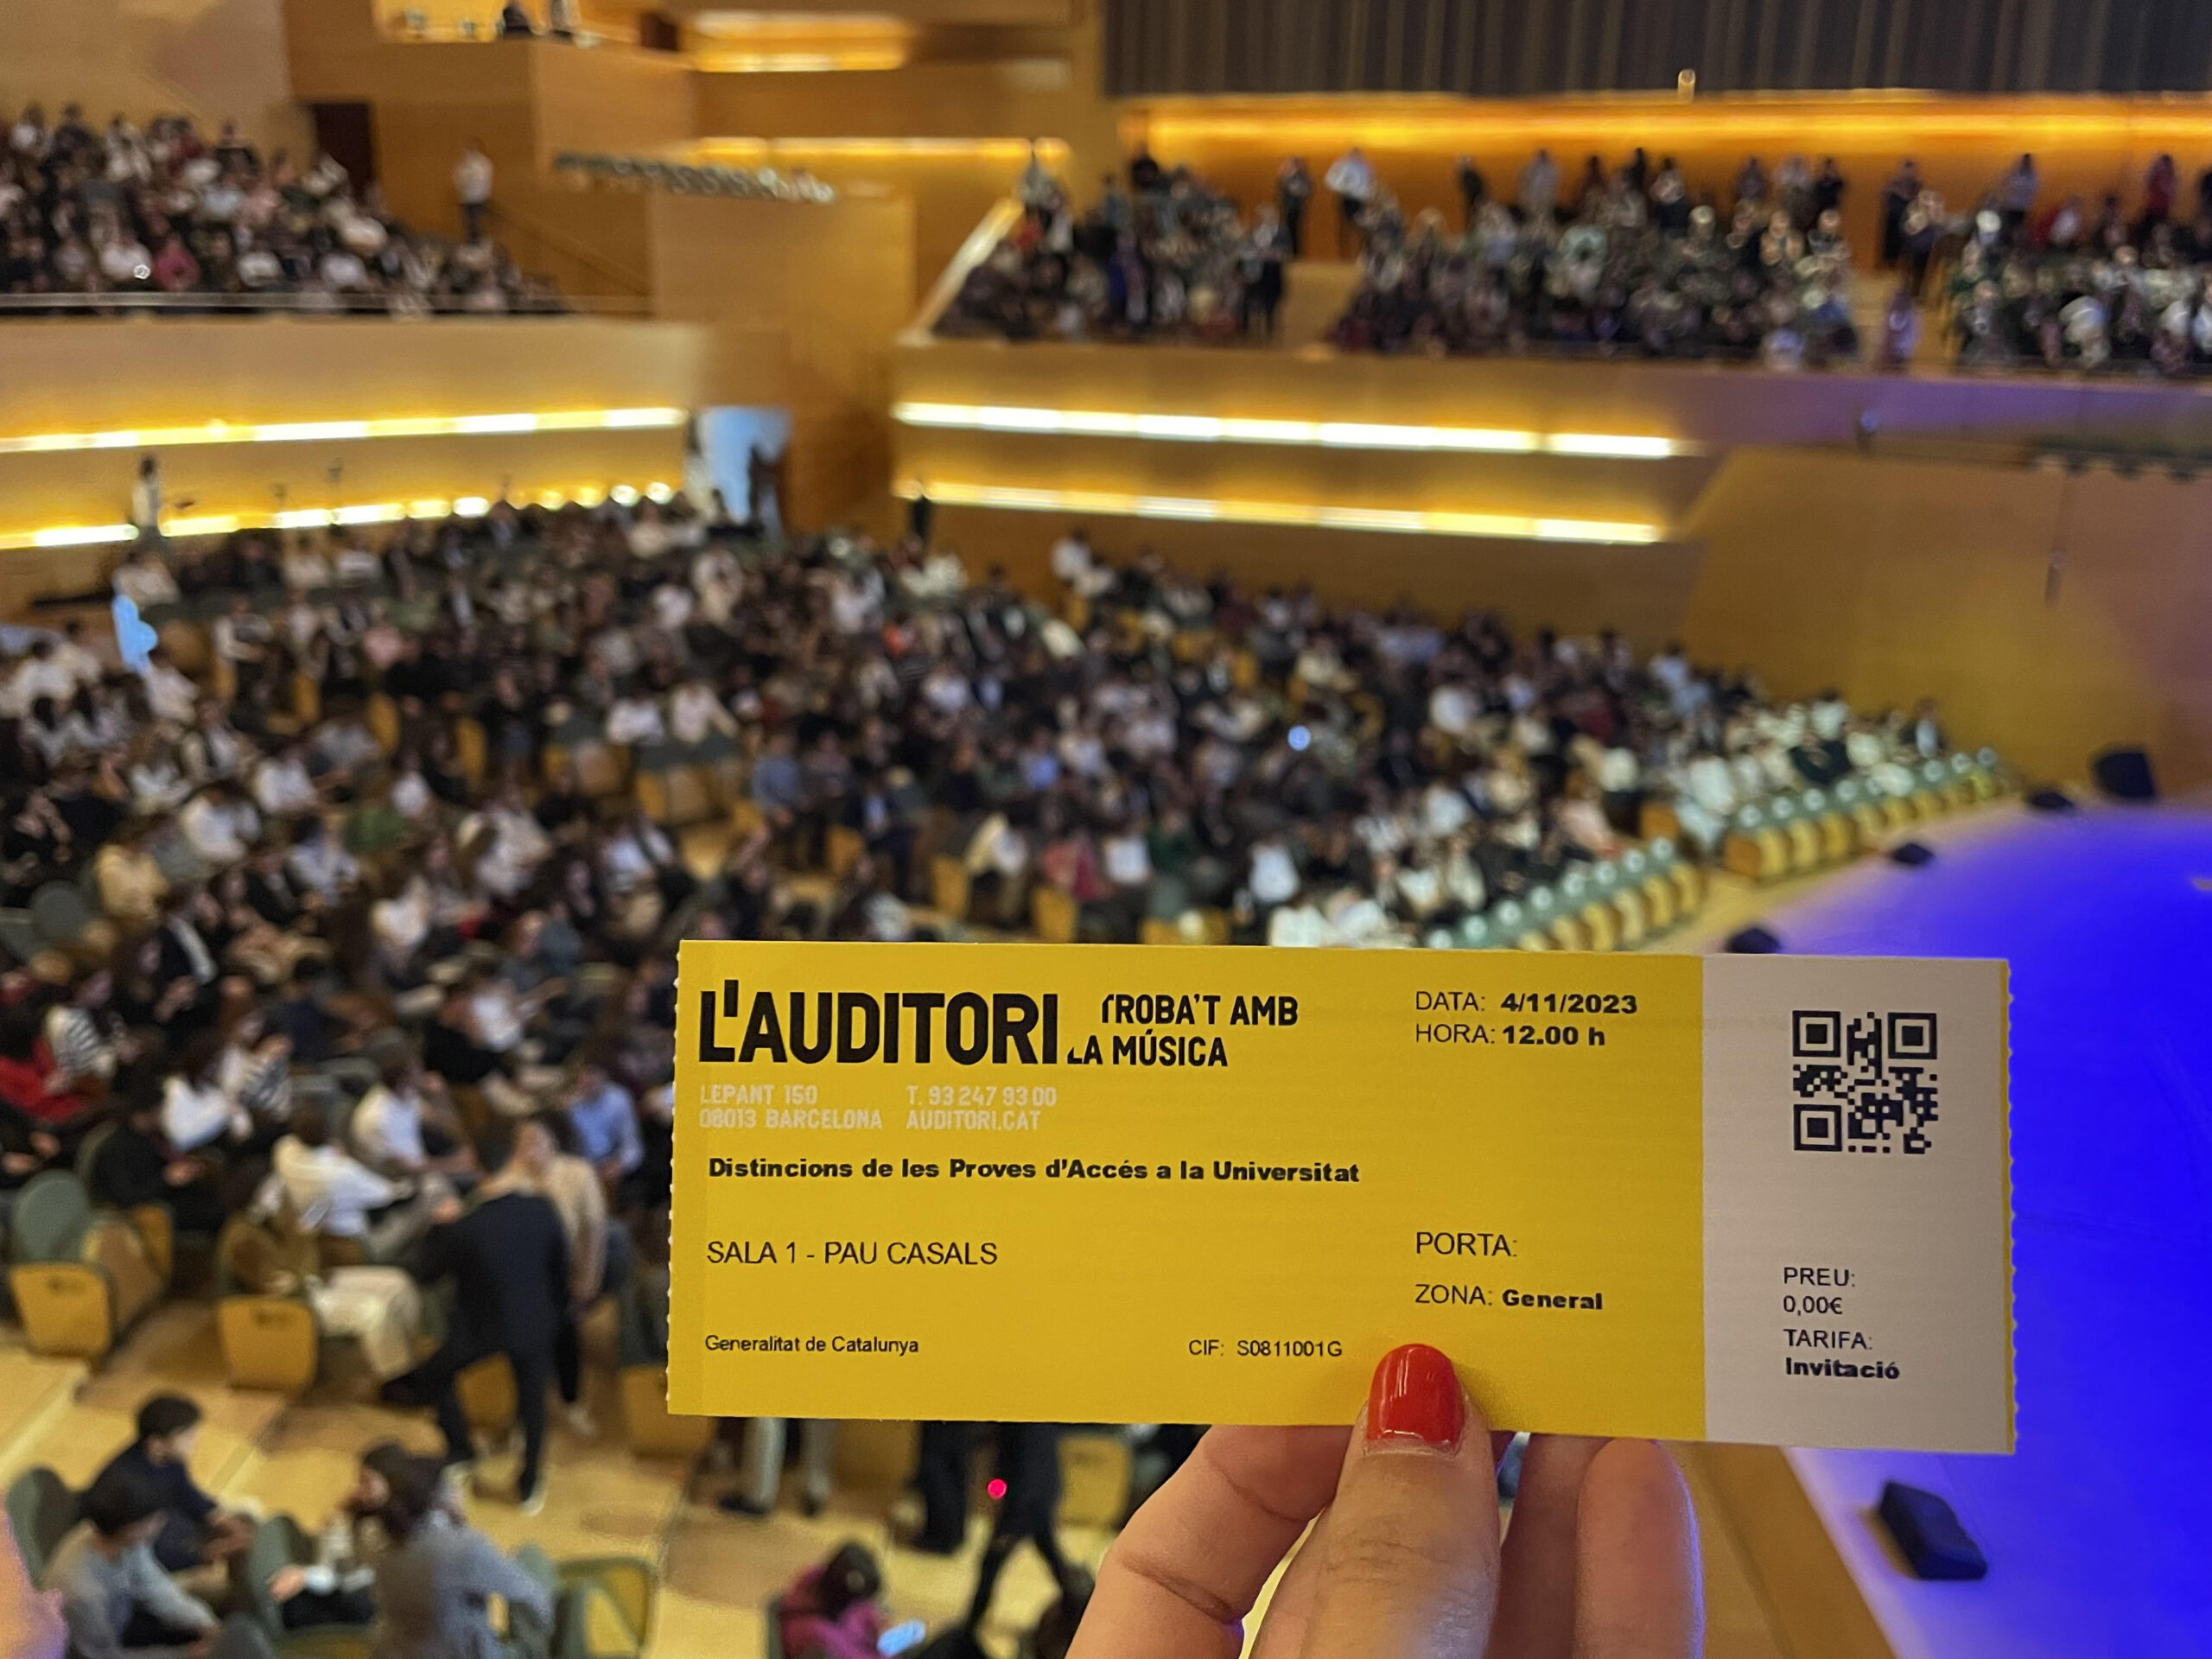 L'AUDITORI
TROBA'T AMB
LA MÚSICA
LEPANT 150
08013 BARCELONA
T. 93 247 93 00
AUDITORI.CAT
DATA: 4/11/2023
HORA: 12.00 h
Distincions de les Proves d'Accés a la Universitat
SALA 1 - PAU CASALS
PORTA:
ZONA: General
Generalitat de Catalunya
CIF: S0811001G
PREU:
0,00€
TARIFA:
Invitació